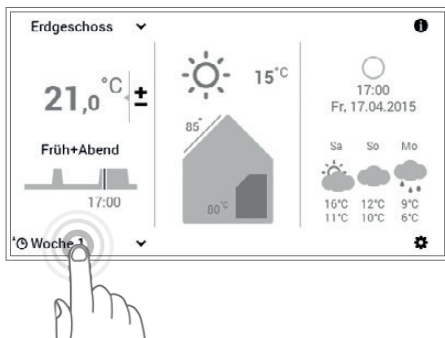 Erdgeschoss
i
21,0 °C ±
Früh+Abend
17:00
Woche 1
15°C
85°
80°C
17:00
Fr, 17.04.2015
Sa So Mo
16°C 12°C 9°C
11°C 10°C 6°C